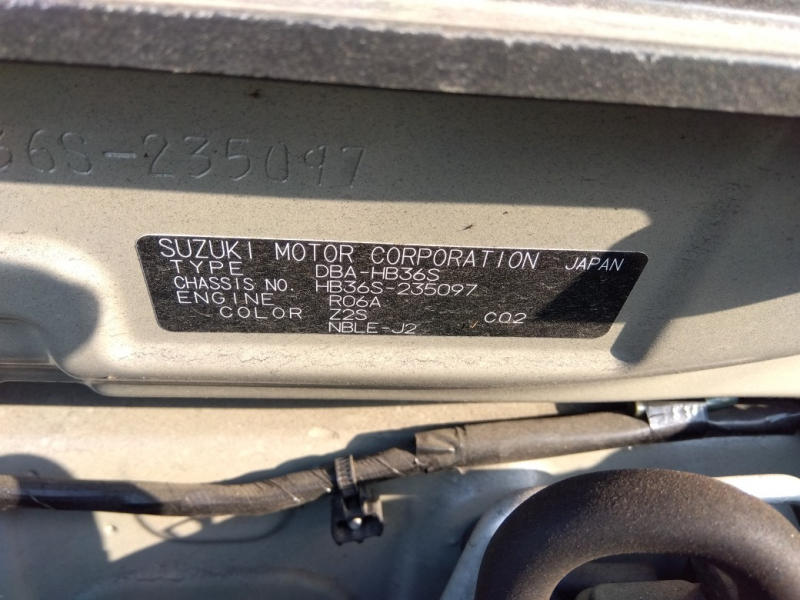 36S-235097
SUZUKI MOTOR CORPORATION JAPAN
TYPE DBA-HB36S
CHASSIS NO. HB36S-235097
ENGINE R06A
COLOR Z2S CQ2
NBLE-J2